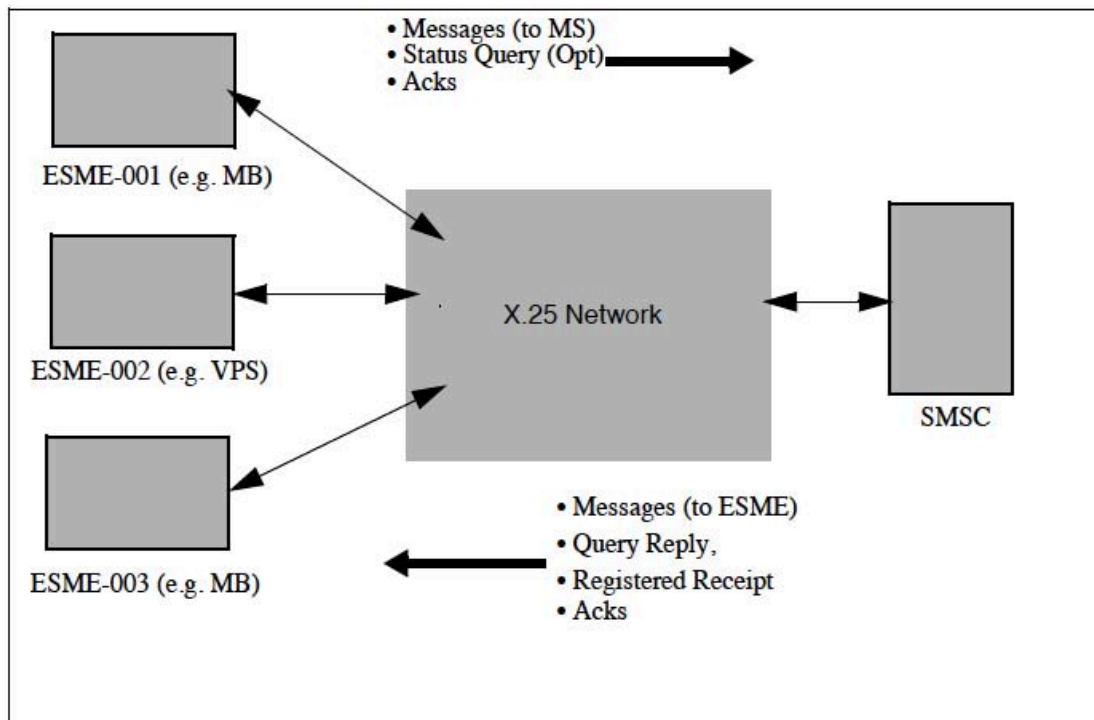 • Messages (to MS)
• Status Query (Opt)
• Acks
ESME-001 (e.g. MB)
ESME-002 (e.g. VPS)
X.25 Network
SMSC
ESME-003 (e.g. MB)
• Messages (to ESME)
• Query Reply,
• Registered Receipt
• Acks